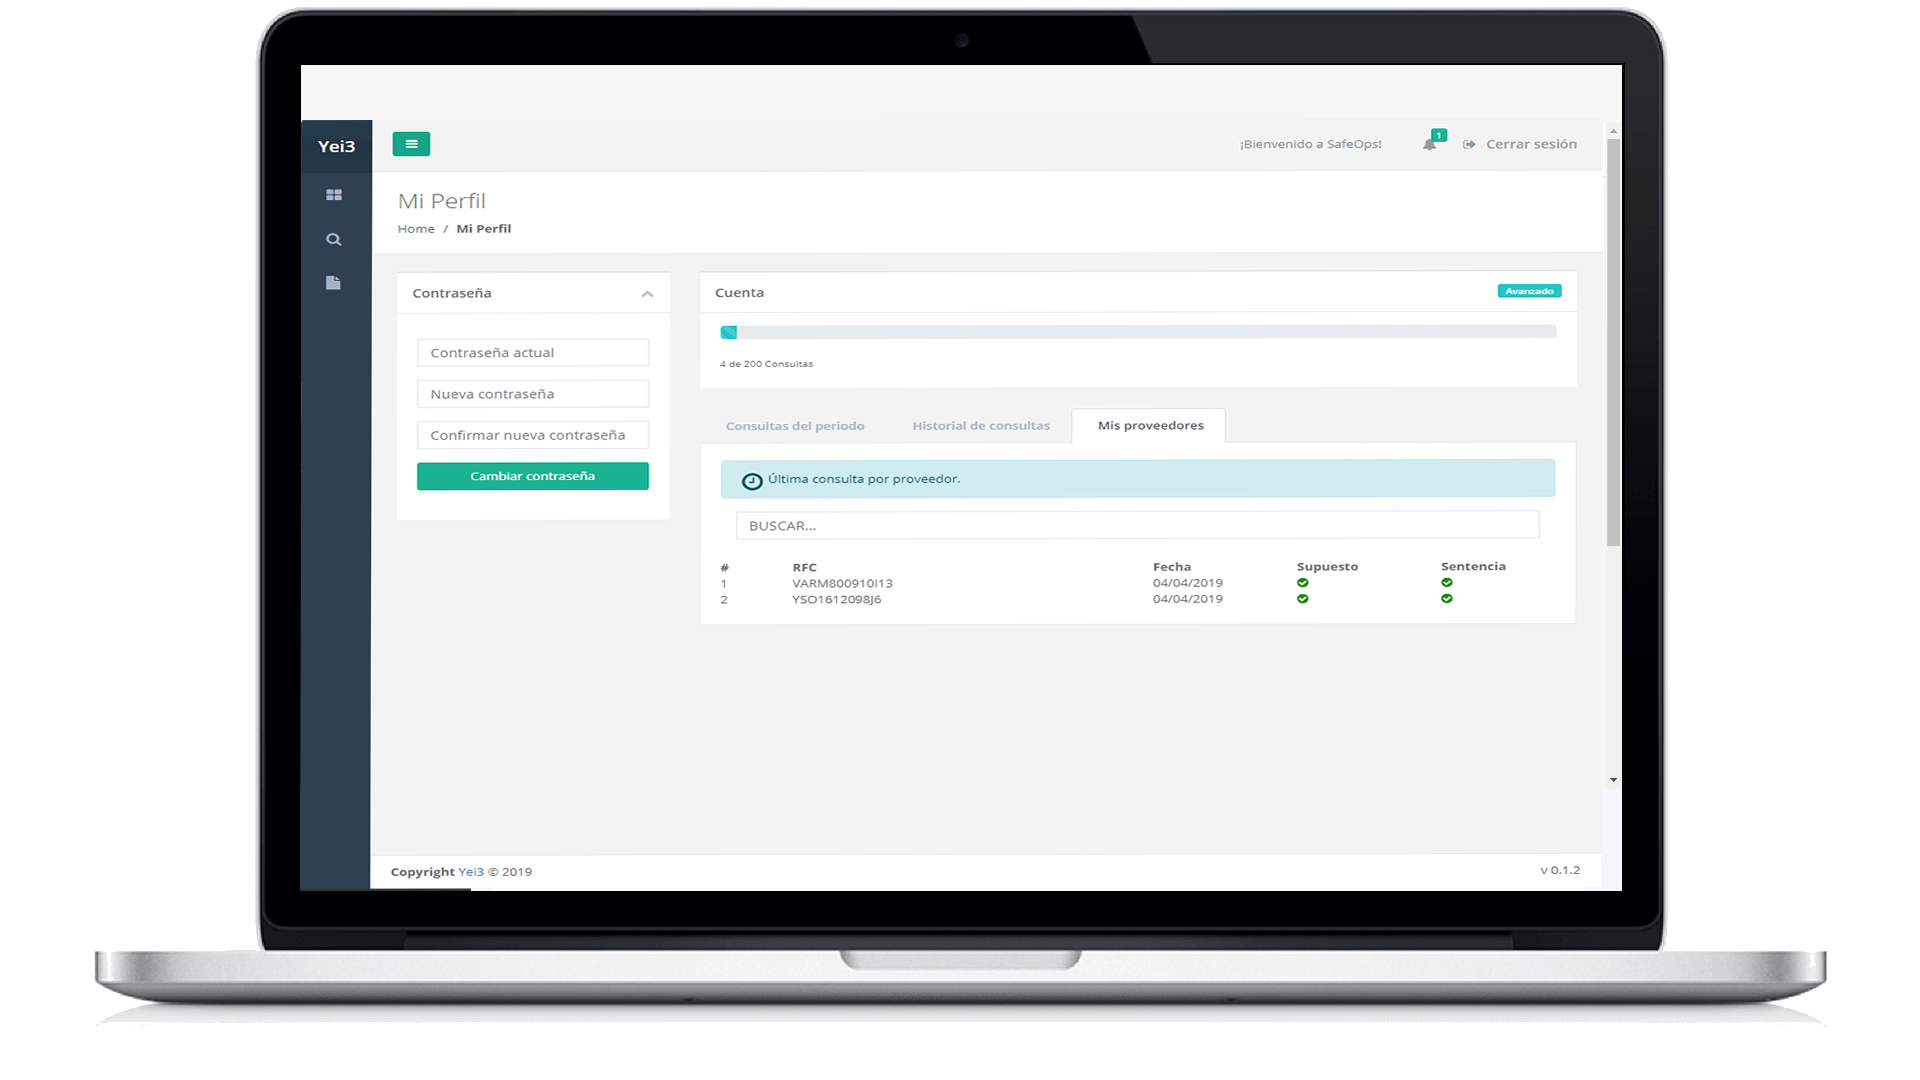 Yei3
¡Bienvenido a SafeOps!
1
Cerrar sesión
Mi Perfil
Home / Mi Perfil
Contraseña
Contraseña actual
Nueva contraseña
Confirmar nueva contraseña
Cambiar contraseña
Cuenta
Avanzado
4 de 200 Consultas
Consultas del periodo
Historial de consultas
Mis proveedores
Última consulta por proveedor.
BUSCAR...
# RFC Fecha Supuesto Sentencia
1 VARM800910I13 04/04/2019
2 YSO1612098J6 04/04/2019
Copyright Yei3 © 2019
v 0.1.2